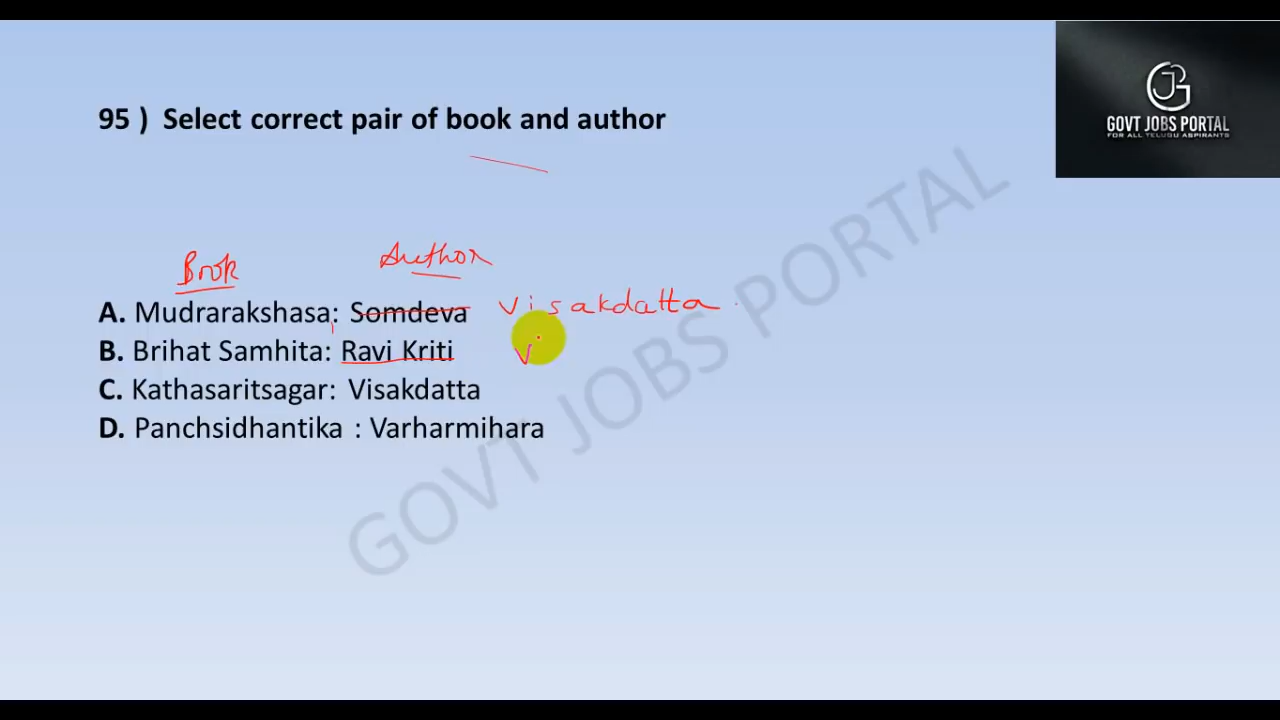 GOVT JOBS PORTAL
FOR ALL TELUGU ASPIRANTS
95 ) Select correct pair of book and author
Book Author
A. Mudrarakshasa: Somdeva Visakdatta
B. Brihat Samhita: Ravi Kriti V
C. Kathasaritsagar: Visakdatta
D. Panchsidhantika : Varharmihara
GOVT JOBS PORTAL